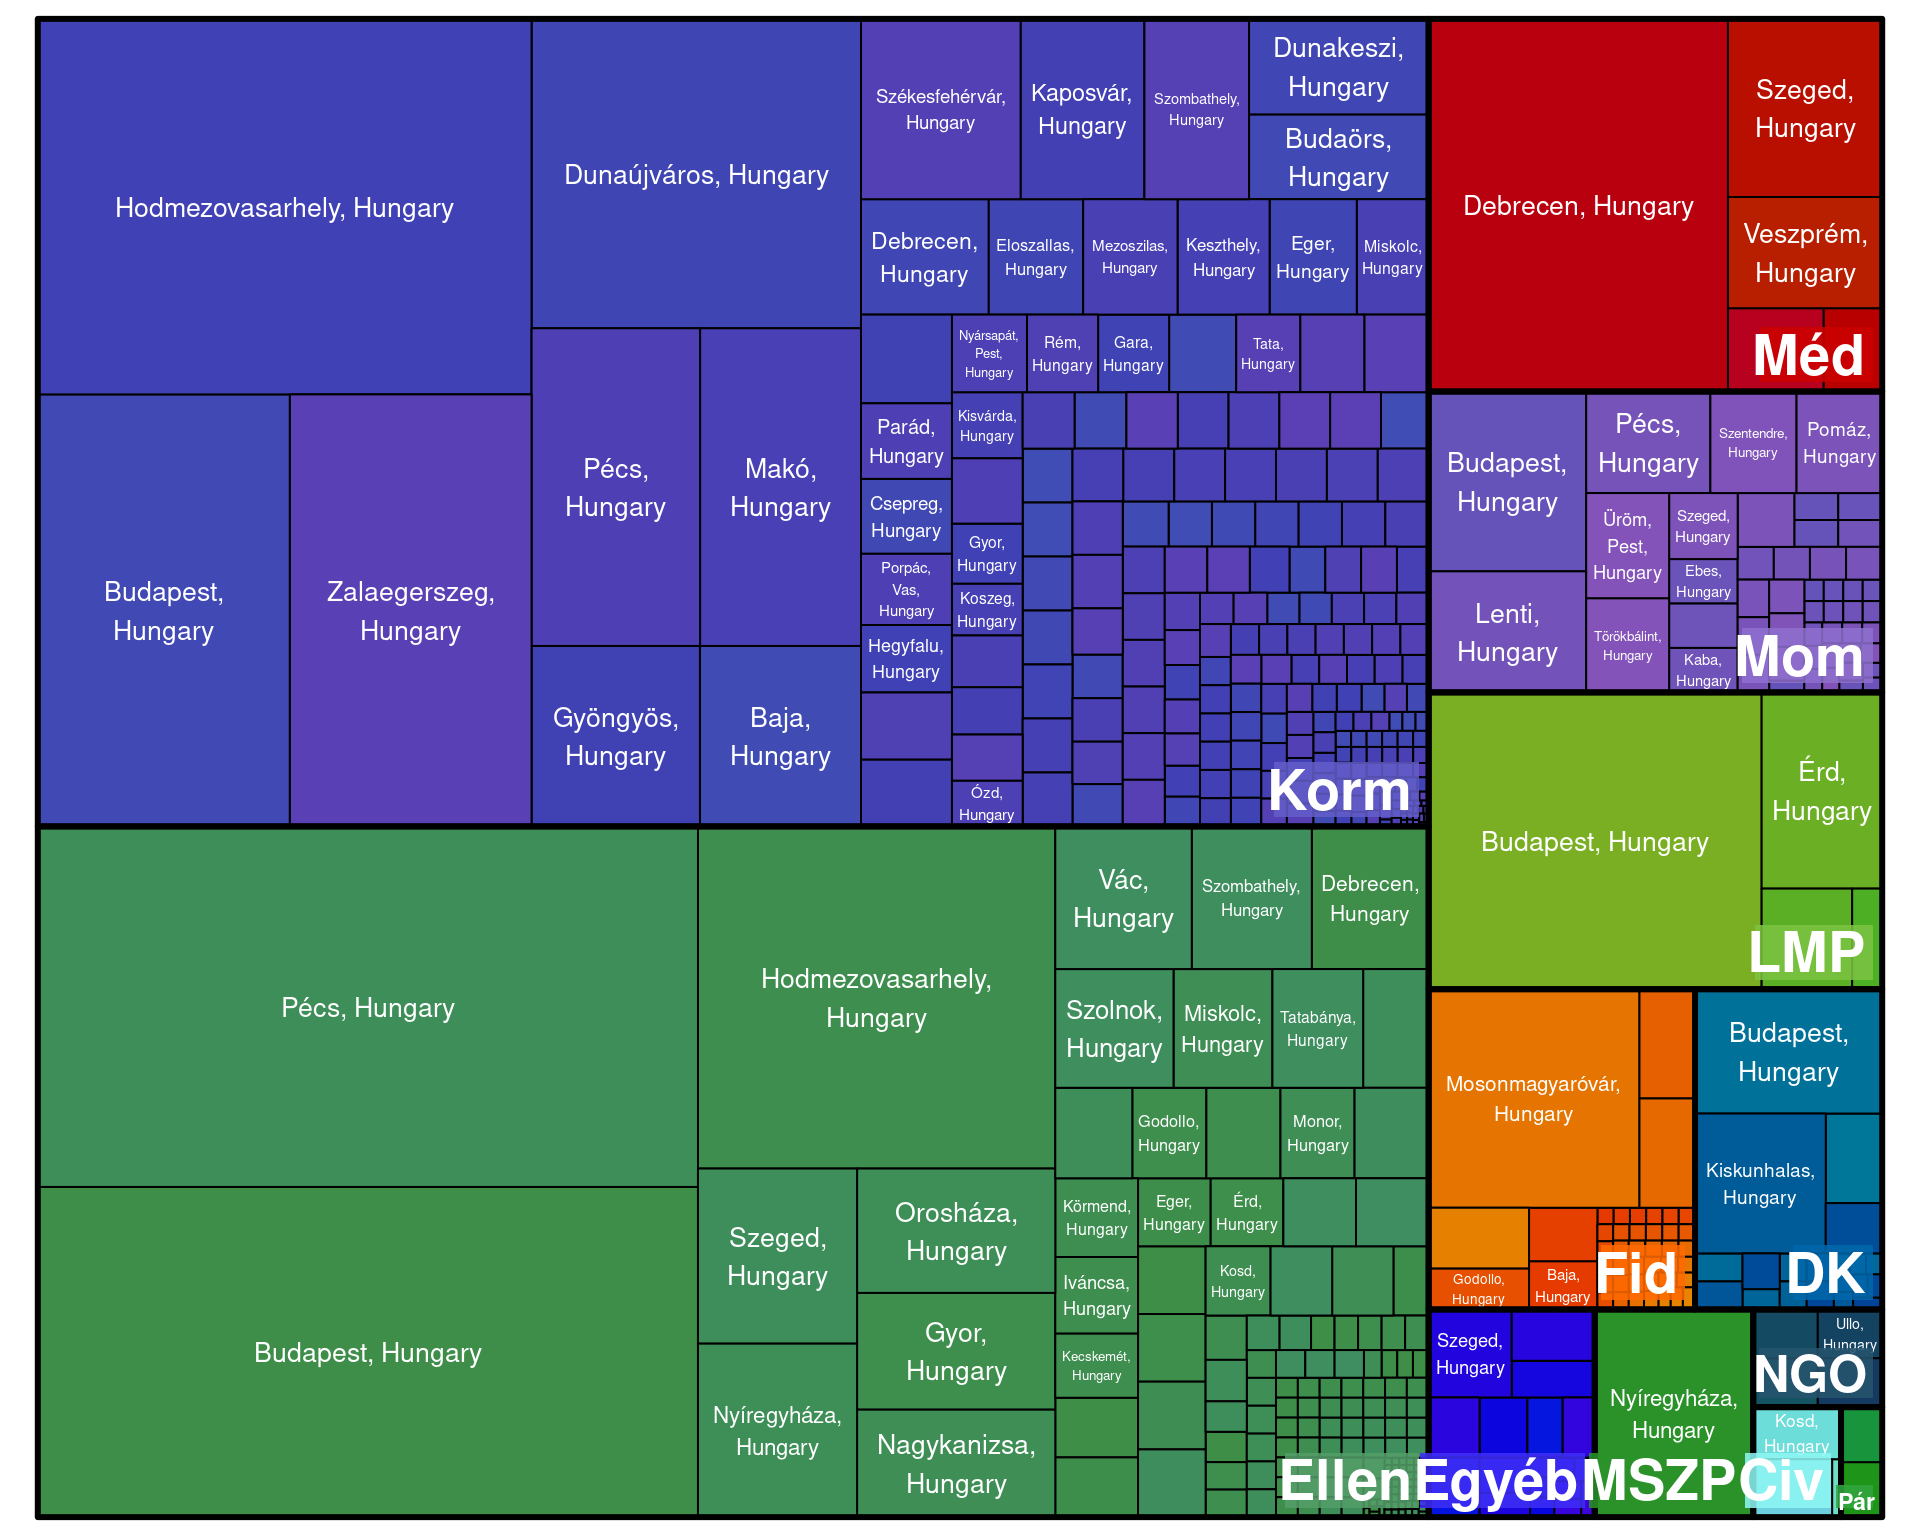 Hodmezovasarhely, Hungary
Budapest,
Hungary
Zalaegerszeg,
Hungary
Dunaújváros, Hungary
Pécs,
Hungary
Makó,
Hungary
Gyöngyös,
Hungary
Baja,
Hungary
Székesfehérvár,
Hungary
Kaposvár,
Hungary
Szombathely,
Hungary
Dunakeszi,
Hungary
Budaörs,
Hungary
Debrecen,
Hungary
Eloszallas,
Hungary
Mezoszilas,
Hungary
Keszthely,
Hungary
Eger,
Hungary
Miskolc,
Hungary
Nyársapát,
Pest,
Hungary
Rém,
Hungary
Gara,
Hungary
Tata,
Hungary
Parád,
Hungary
Csepreg,
Hungary
Porpác,
Vas,
Hungary
Hegyfalu,
Hungary
Kisvárda,
Hungary
Gyor,
Hungary
Koszeg,
Hungary
Ózd,
Hungary
Korm
Pécs, Hungary
Budapest, Hungary
Hodmezovasarhely,
Hungary
Szeged,
Hungary
Nyíregyháza,
Hungary
Orosháza,
Hungary
Gyor,
Hungary
Nagykanizsa,
Hungary
Vác,
Hungary
Szombathely,
Hungary
Debrecen,
Hungary
Szolnok,
Hungary
Miskolc,
Hungary
Tatabánya,
Hungary
Godollo,
Hungary
Monor,
Hungary
Körmend,
Hungary
Eger,
Hungary
Érd,
Hungary
Iváncsa,
Hungary
Kecskemét,
Hungary
Kosd,
Hungary
Ellen
Debrecen, Hungary
Szeged,
Hungary
Veszprém,
Hungary
Méd
Budapest,
Hungary
Lenti,
Hungary
Pécs,
Hungary
Szentendre,
Hungary
Pomáz,
Hungary
Üröm,
Pest,
Hungary
Törökbálint,
Hungary
Szeged,
Hungary
Ebes,
Hungary
Kaba,
Hungary
Mom
Budapest, Hungary
Érd,
Hungary
LMP
Mosonmagyaróvár,
Hungary
Godollo,
Hungary
Baja,
Hungary
Fid
Budapest,
Hungary
Kiskunhalas,
Hungary
DK
Szeged,
Hungary
Egyéb
Nyíregyháza,
Hungary
MSZP
Ullo,
Hungary
NGO
Kosd,
Hungary
Civ
Pár